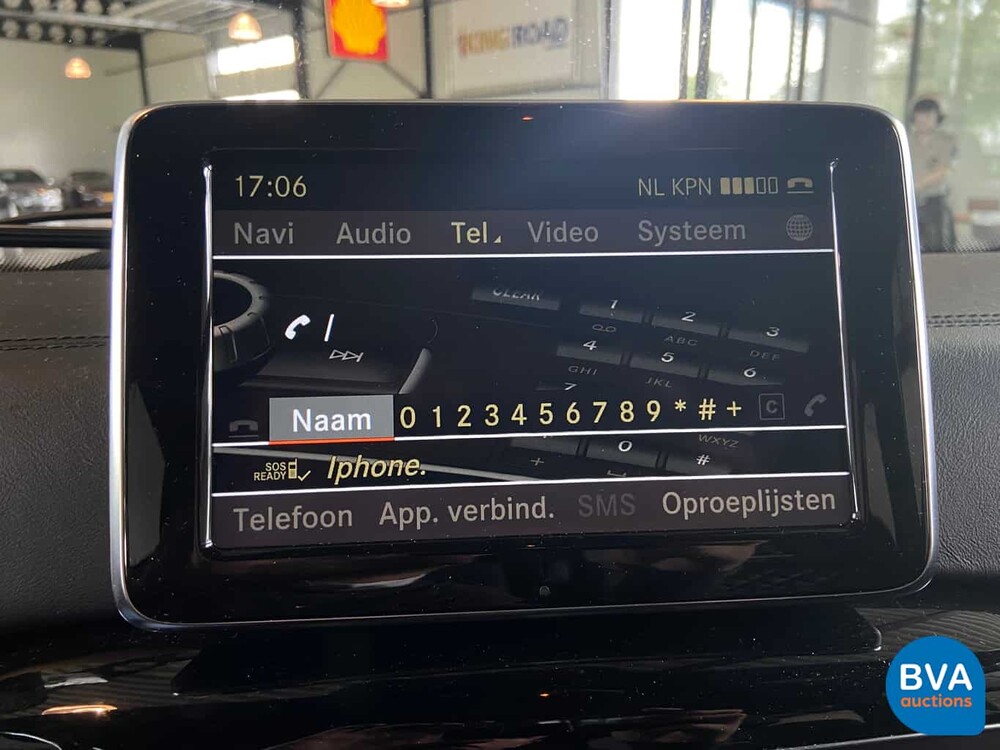 KINGROAD
17:06 NL KPN
Navi Audio Tel Video Systeem
CLEAR 1 2 3
ABC DEF
4 5 6
GHI JKL
7
Naam 0 1 2 3 4 5 6 7 8 9 * # + C
0 WXYZ
+ #
SOS
READY Iphone.
Telefoon App. verbind. SMS Oproeplijsten
BVA
auctions